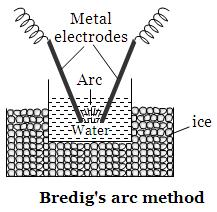 Metal
electrodes
Arc
Water
ice
Bredig's arc method